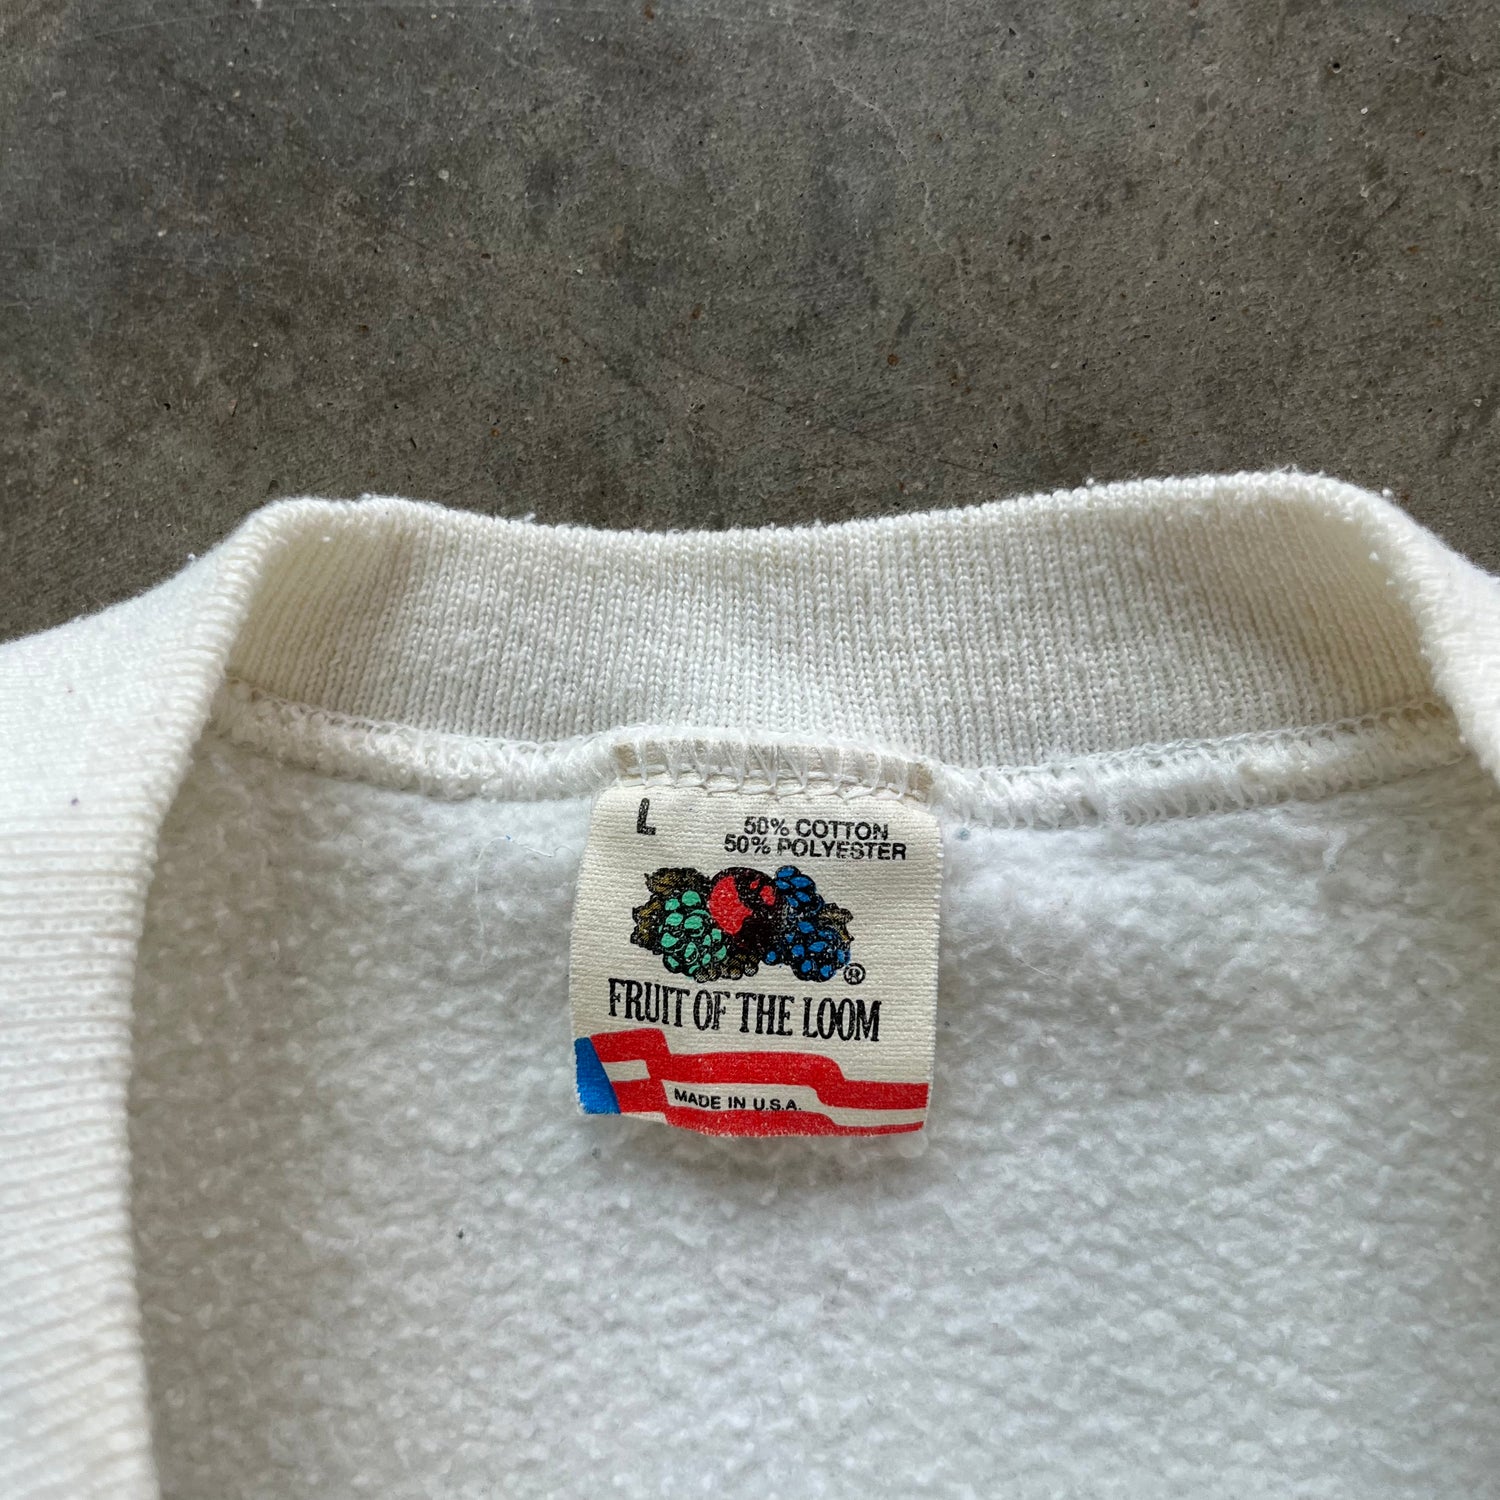 L
50% COTTON
50% POLYESTER
®
FRUIT OF THE LOOM
MADE IN U.S.A.